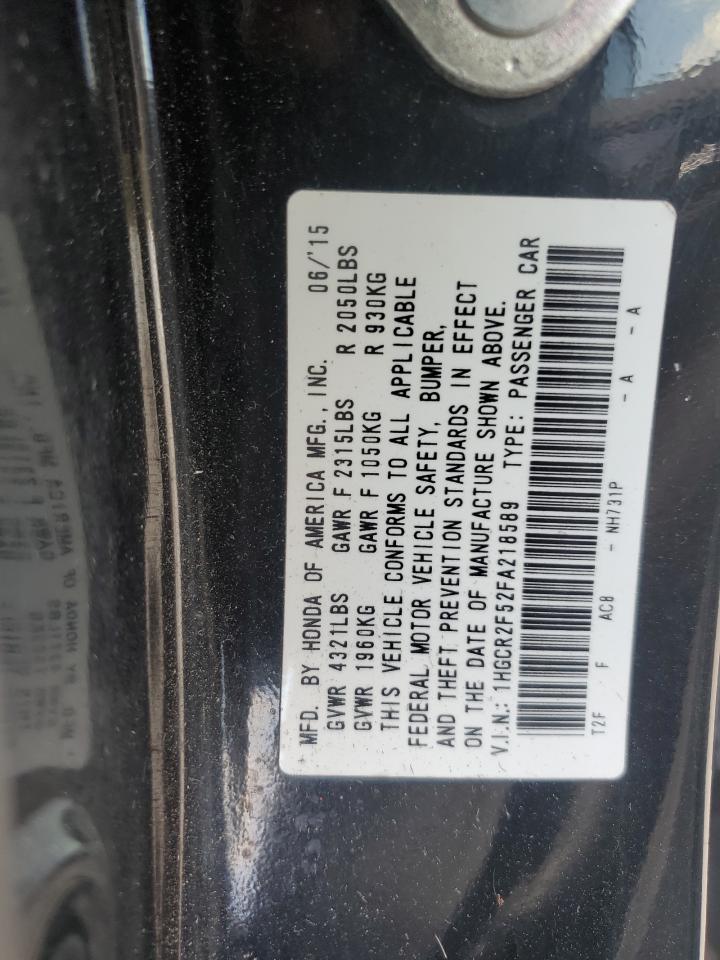 MFD. BY HONDA OF AMERICA MFG., INC. 06/'15
GVWR 4321LBS GAWR F 2315LBS R 2050LBS
GVWR 1960KG GAWR F 1050KG R 930KG
THIS VEHICLE CONFORMS TO ALL APPLICABLE
FEDERAL MOTOR VEHICLE SAFETY, BUMPER,
AND THEFT PREVENTION STANDARDS IN EFFECT
ON THE DATE OF MANUFACTURE SHOWN ABOVE.
V.I.N.: 1HGCR2F52FA218589 TYPE: PASSENGER CAR
T2F F AC8 - NH731P - A - A